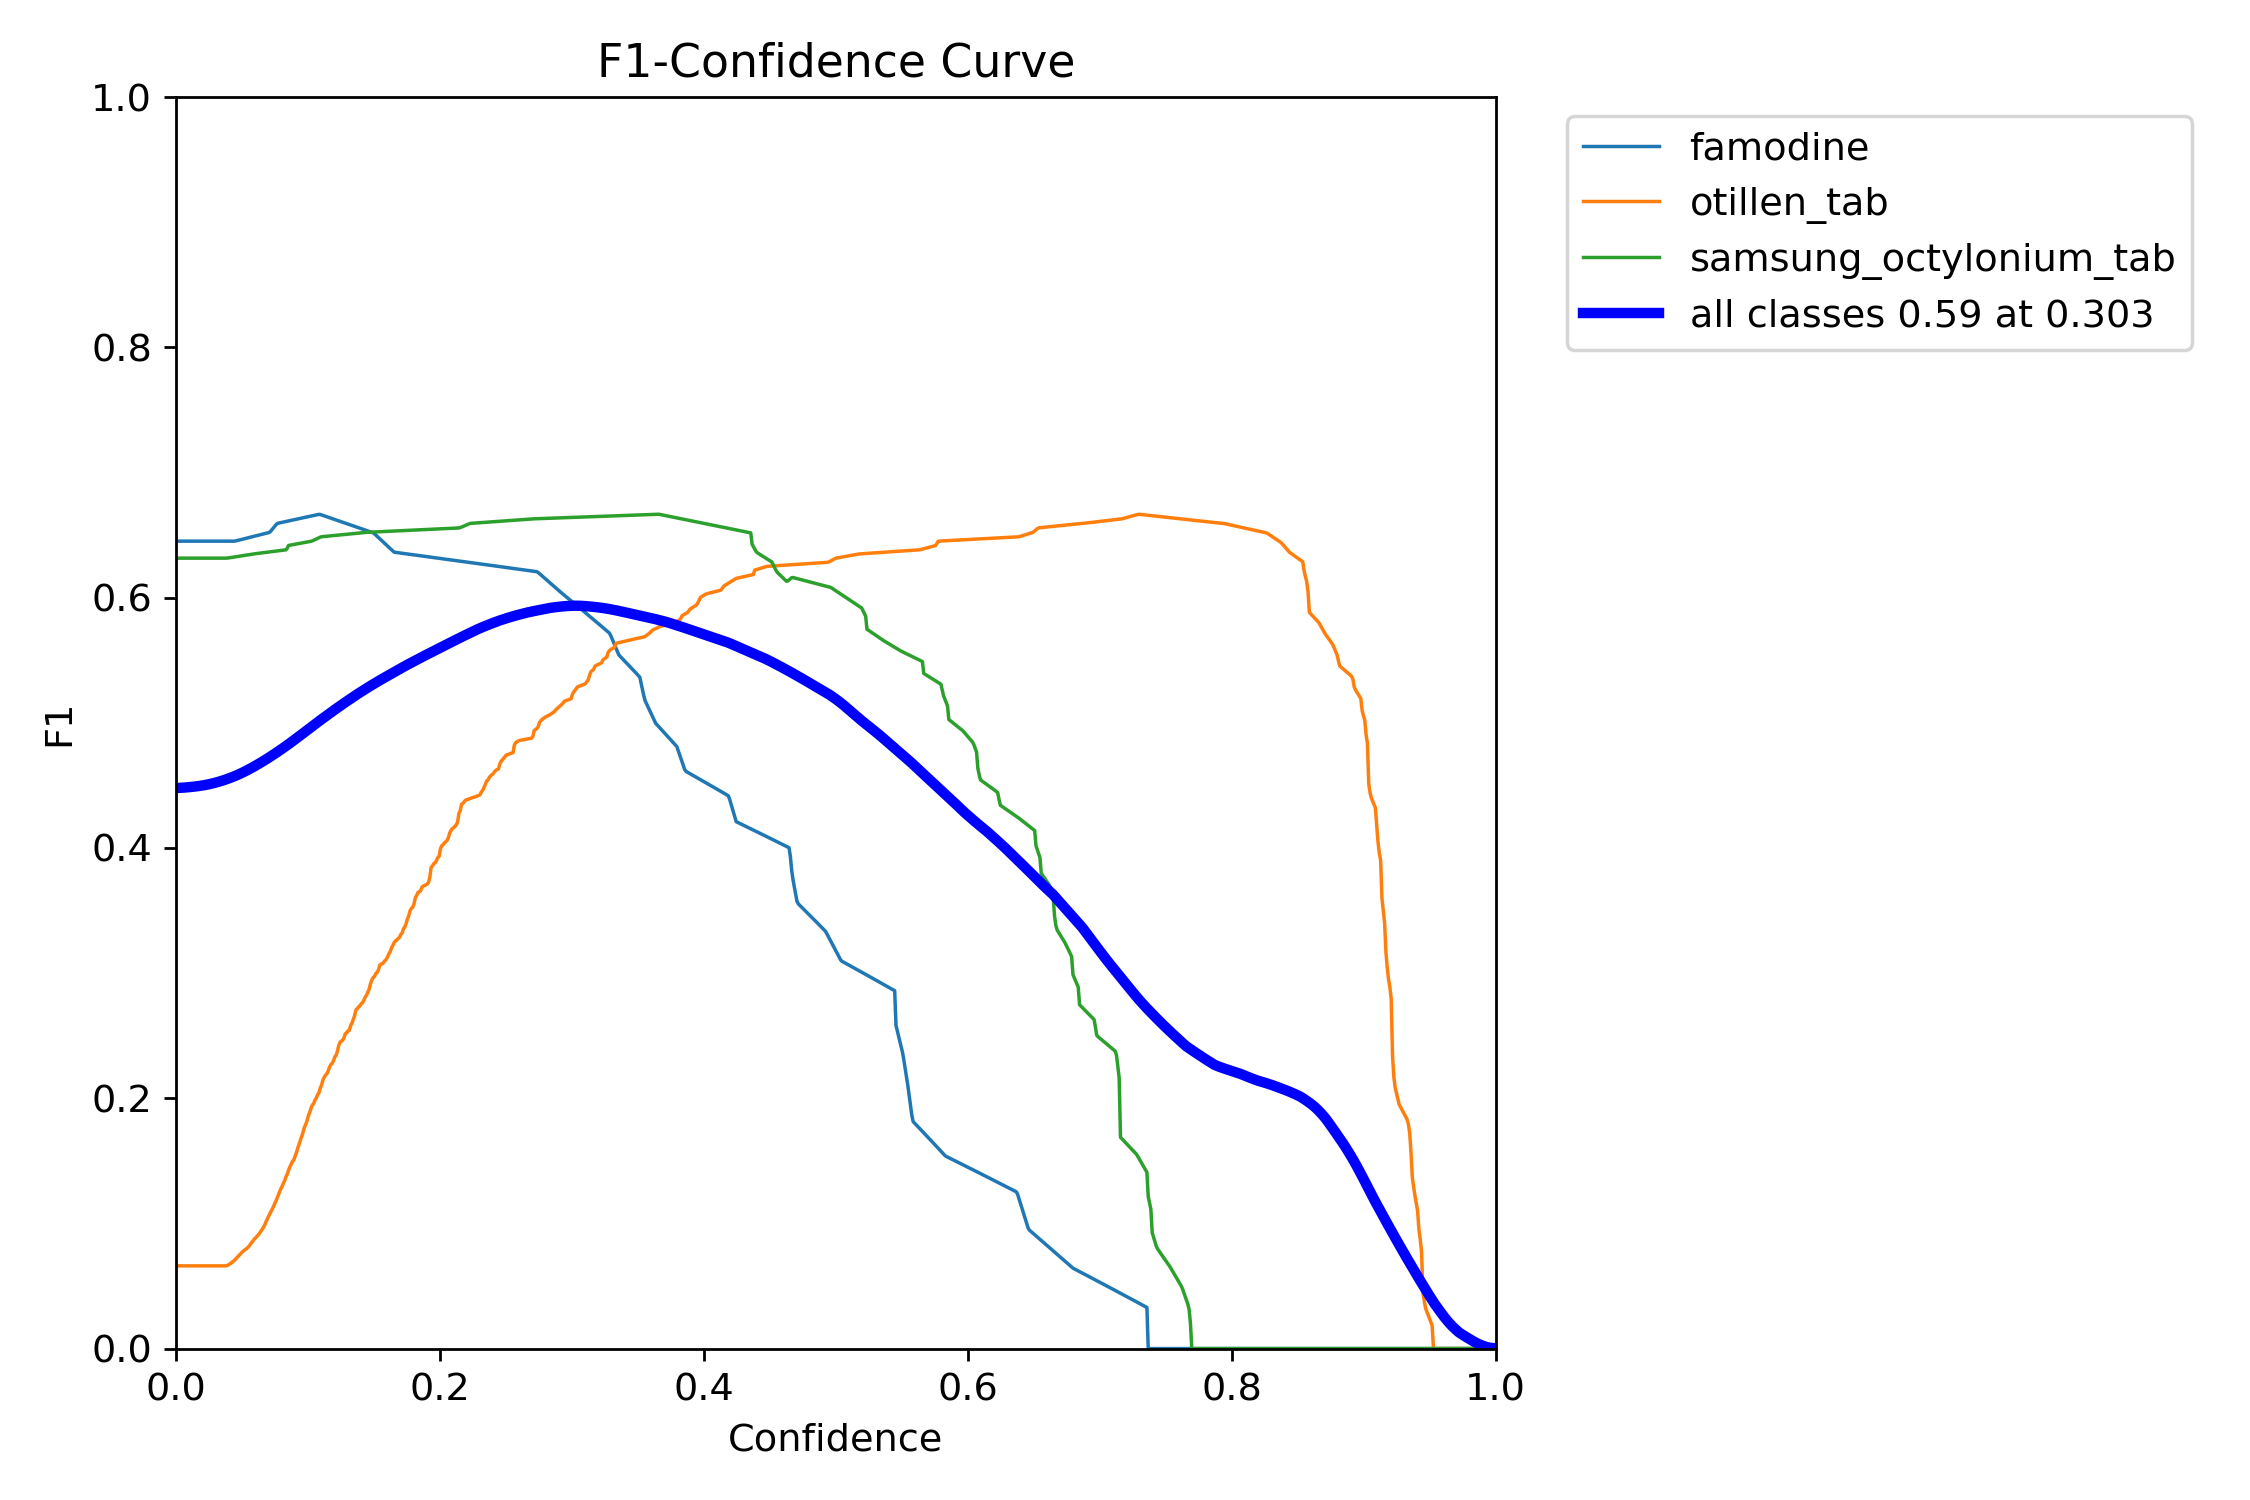 F1-Confidence Curve
1.0
0.8
0.6
0.4
0.2
0.0
F1
0.0 0.2 0.4 0.6 0.8 1.0
Confidence
famodine
otillen_tab
samsung_octylonium_tab
all classes 0.59 at 0.303